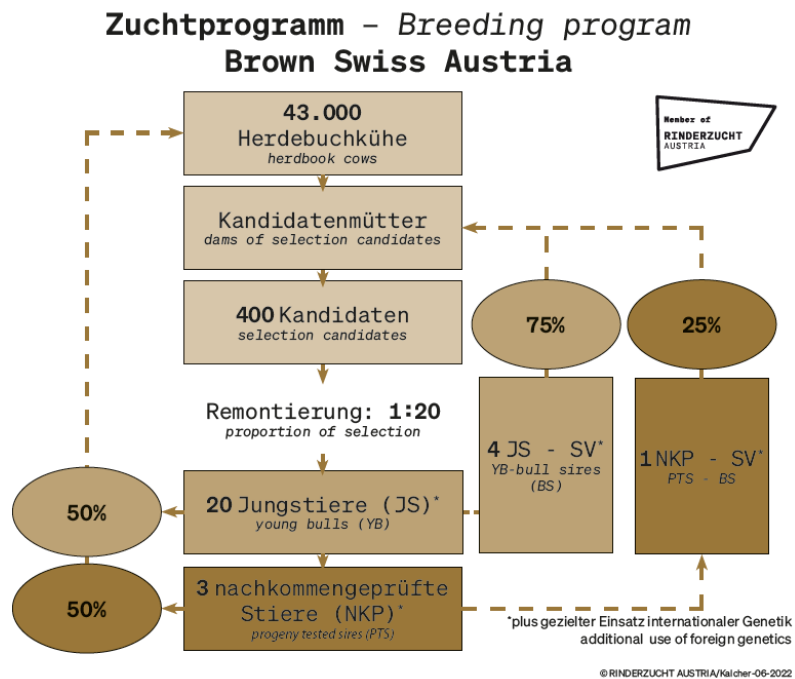 Zuchtprogramm – Breeding program
Brown Swiss Austria
Member of
RINDERZUCHT
AUSTRIA
43.000
Herdebuchkühe
herdbook cows
Kandidatenmütter
dams of selection candidates
400 Kandidaten
selection candidates
75%
25%
Remontierung: 1:20
proportion of selection
4 JS - SV*
YB-bull sires
(BS)
1 NKP - SV*
PTS - BS
50%
20 Jungstiere (JS)*
young bulls (YB)
50%
3 nachkommengeprüfte
Stiere (NKP)*
progeny tested sires (PTS)
*plus gezielter Einsatz internationaler Genetik
additional use of foreign genetics
© RINDERZUCHT AUSTRIA/Kalcher-06-2022